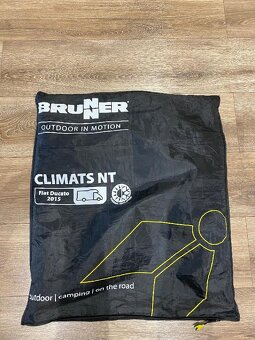 BRUNNER
OUTDOOR IN MOTION
CLIMATS NT
Fiat Ducato
2015
outdoor | camping | on the road